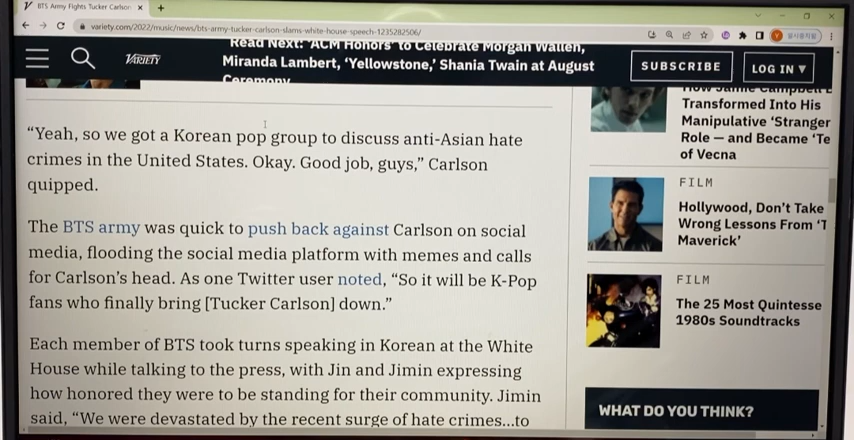 BTS Army Fights Tucker Carlson
variety.com/2022/music/news/bts-army-tucker-carlson-slams-white-house-speech-1235282506/
VARIETY
Read Next: 'ACM Honors' to Celebrate Morgan Wallen,
Miranda Lambert, 'Yellowstone,' Shania Twain at August
Ceremony
SUBSCRIBE
LOG IN ▼
“Yeah, so we got a Korean pop group to discuss anti-Asian hate
crimes in the United States. Okay. Good job, guys,” Carlson
quipped.
The BTS army was quick to push back against Carlson on social
media, flooding the social media platform with memes and calls
for Carlson’s head. As one Twitter user noted, “So it will be K-Pop
fans who finally bring [Tucker Carlson] down.”
Each member of BTS took turns speaking in Korean at the White
House while talking to the press, with Jin and Jimin expressing
how honored they were to be standing for their community. Jimin
said, “We were devastated by the recent surge of hate crimes...to
How Jamie Campbell
Transformed Into His
Manipulative ‘Stranger
Role — and Became ‘Te
of Vecna
FILM
Hollywood, Don’t Take
Wrong Lessons From ‘T
Maverick’
FILM
The 25 Most Quintesse
1980s Soundtracks
WHAT DO YOU THINK?